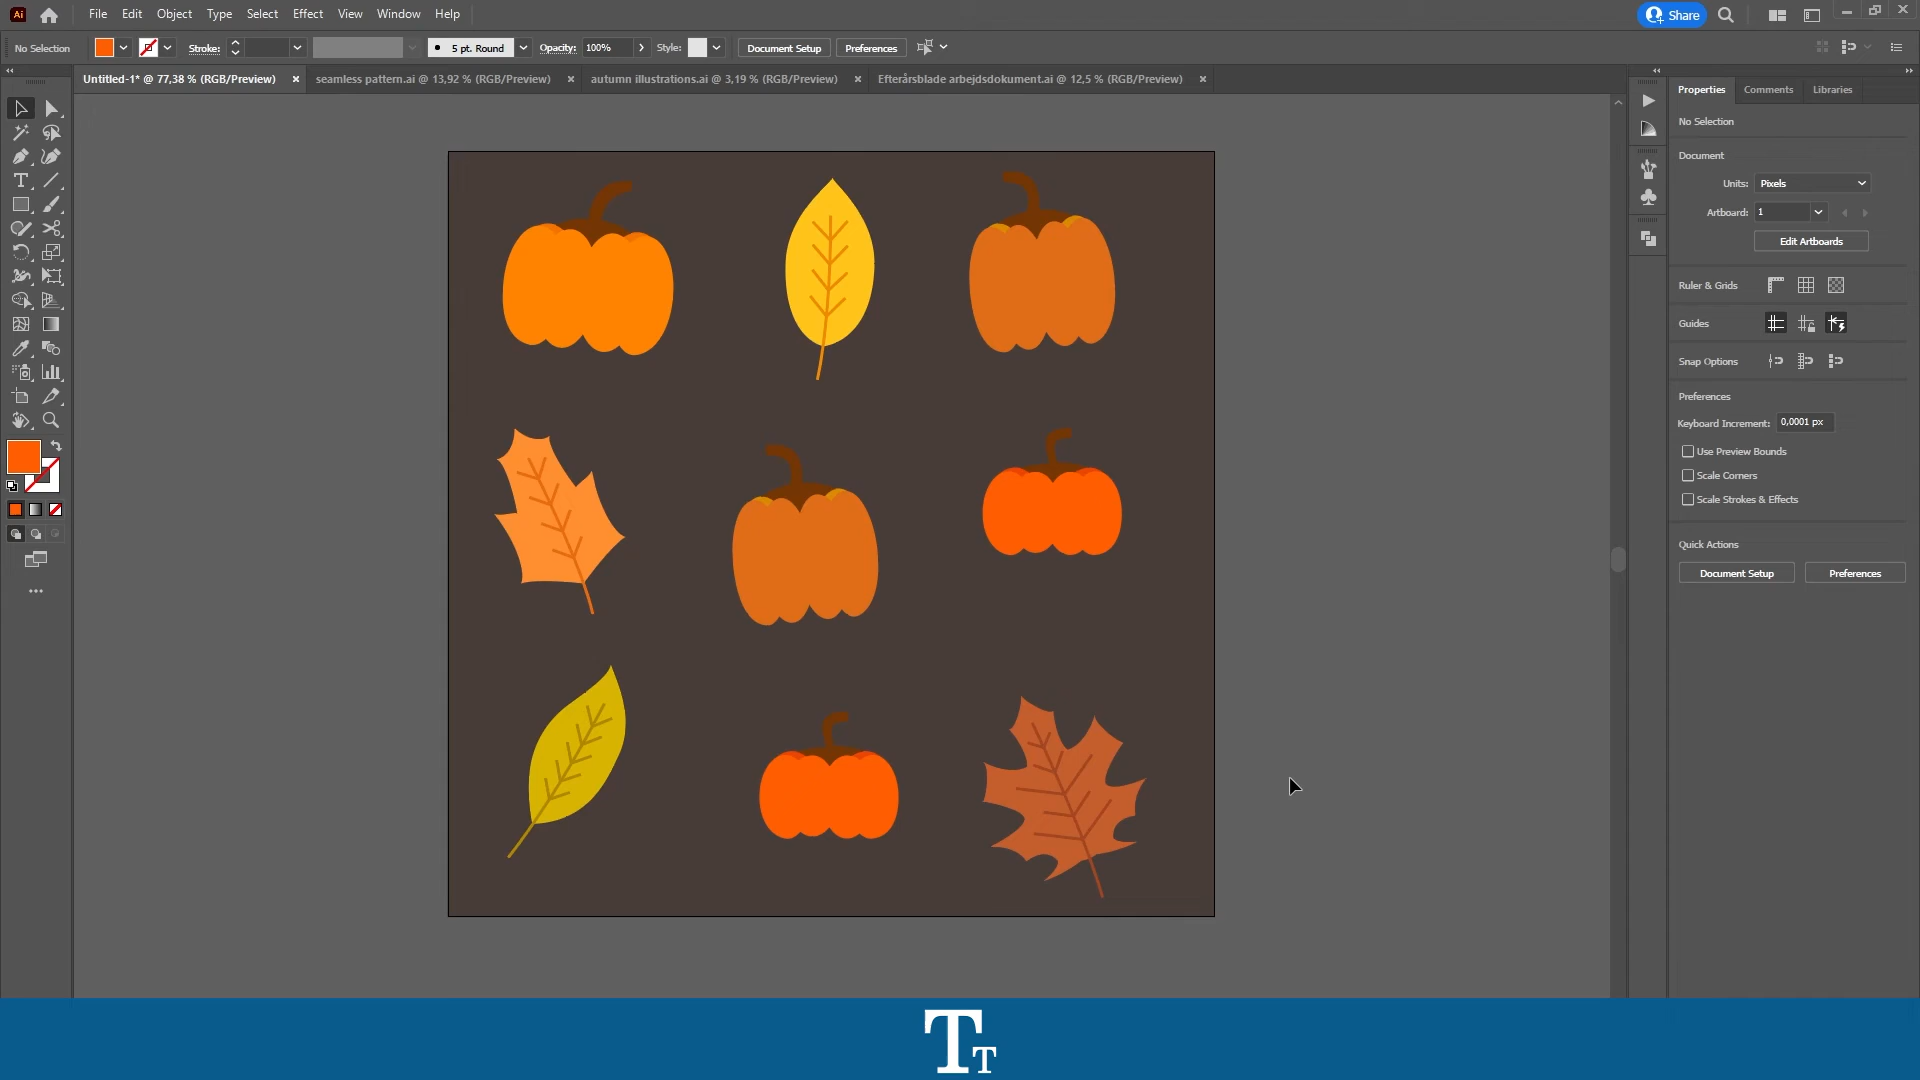 Ai File Edit Object Type Select Effect View Window Help Share
No Selection Stroke: 5 pt. Round Opacity: 100% Style: Document Setup Preferences
Untitled-1* @ 77,38 % (RGB/Preview) seamless pattern.ai @ 13,92 % (RGB/Preview) autumn illustrations.ai @ 3,19 % (RGB/Preview) Efterårsblade arbejdsdokument.ai @ 12,5 % (RGB/Preview)
Properties Comments Libraries
No Selection
Document
Units: Pixels
Artboard: 1
Edit Artboards
Ruler & Grids
Guides
Snap Options
Preferences
Keyboard Increment: 0,0001 px
Use Preview Bounds
Scale Corners
Scale Strokes & Effects
Quick Actions
Document Setup Preferences
TT